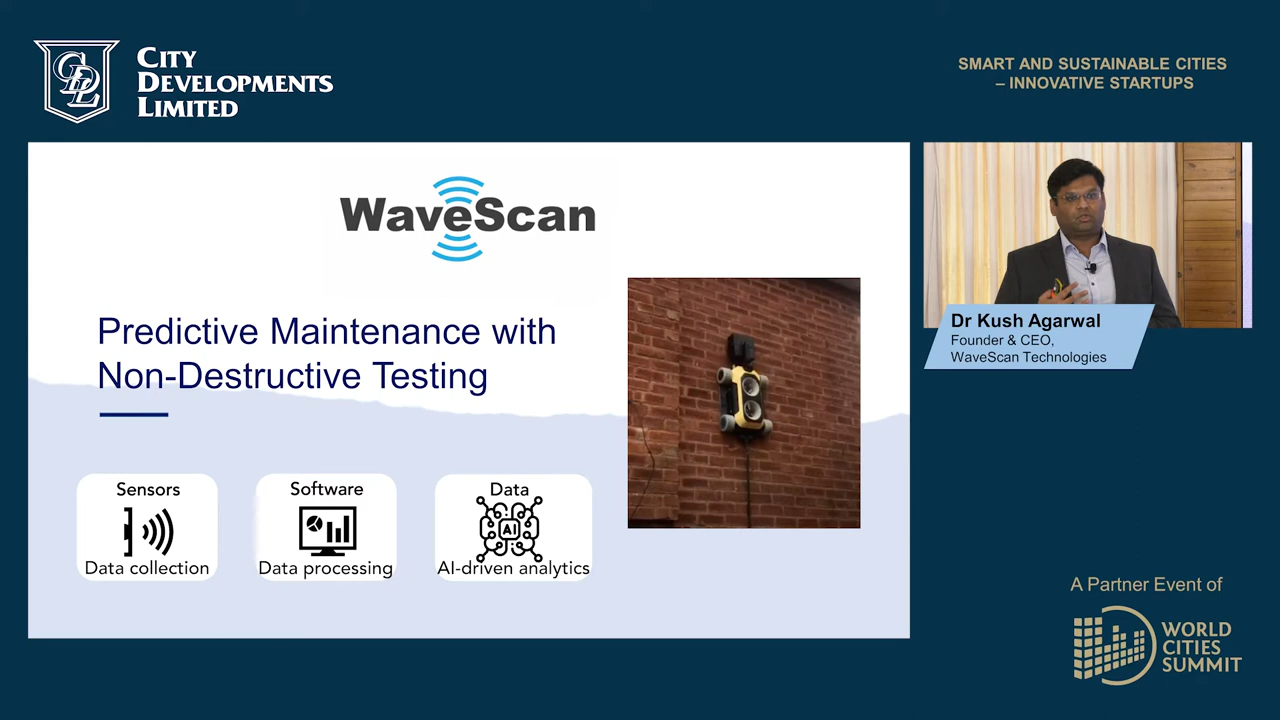 CDL
CITY
DEVELOPMENTS
LIMITED
SMART AND SUSTAINABLE CITIES
– INNOVATIVE STARTUPS
WaveScan
Predictive Maintenance with
Non-Destructive Testing
Sensors
Data collection
Software
Data processing
Data
AI
AI-driven analytics
Dr Kush Agarwal
Founder & CEO,
WaveScan Technologies
A Partner Event of
WORLD
CITIES
SUMMIT